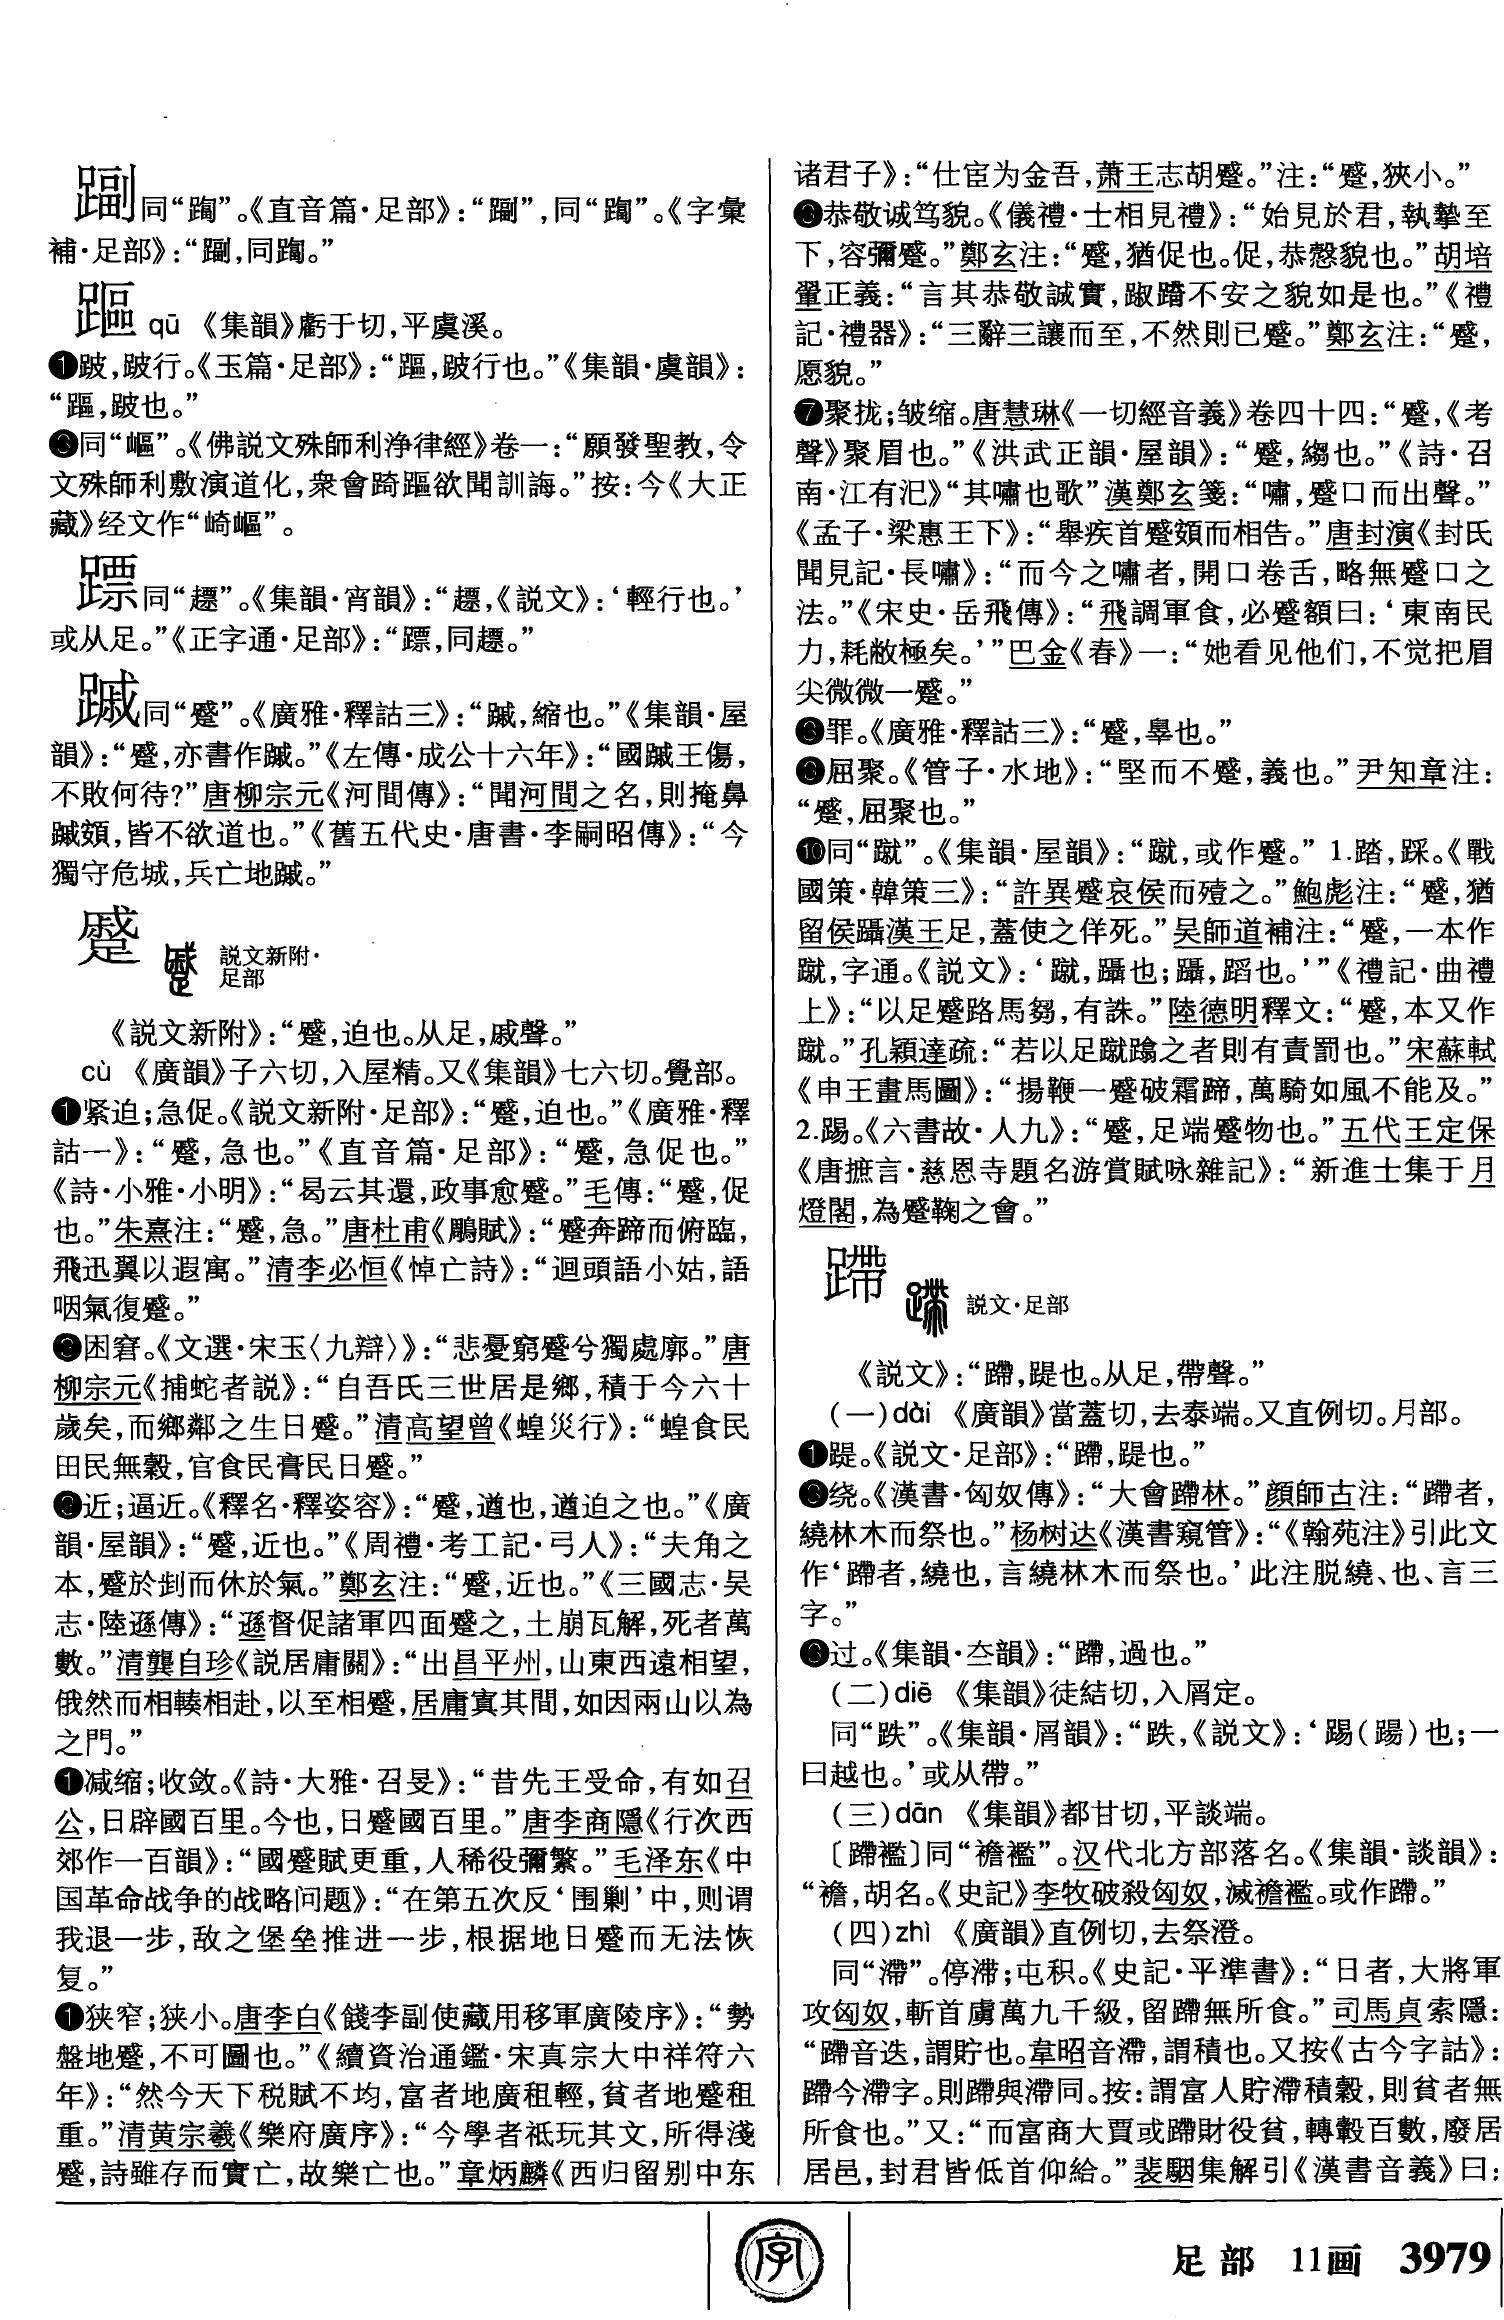 同“𨂮”。《直音篇·足部》：“”，同“”。《字彙
補·足部》：“，同。”
𨄅 qū 《集韻》虧于切，平虞溪。
❶跛，跛行。《玉篇·足部》：“，跛行也。”《集韻·虞韻》：
“，跛也。”
同“嶇”。《佛説文殊師利净律經》卷一：“願發聖教，令
文殊師利敷演道化，衆會踦欲聞訓誨。”按：今《大正
藏》经文作“崎嶇”。
同“趮”。《集韻·宵韻》：“，《説文》：‘輕行也。’
或从足。”《正字通·足部》：“，同。”
同“蹙”。《廣雅·釋詁三》：“，縮也。”《集韻·屋
韻》：“蹙，亦書作。”《左傳·成公十六年》：“國王傷，
不敗何待?”唐柳宗元《河間傳》：“聞河間之名，則掩鼻
頞，皆不欲道也。”《舊五代史·唐書·李嗣昭傳》：“今
獨守危城，兵亡地。”
蹙 説文新附·
足部
《説文新附》：“蹙，迫也。从足，戚聲。”
cù 《廣韻》子六切，入屋精。又《集韻》七六切。覺部。
❶紧迫；急促。《説文新附·足部》：“蹙，迫也。”《廣雅·釋
詁一》：“蹙，急也。”《直音篇·足部》：“蹙，急促也。”
《詩·小雅·小明》：“曷云其還，政事愈蹙。”毛傳：“蹙，促
也。”朱熹注：“蹙，急。”唐杜甫《鵰賦》：“蹙奔蹄而俯臨，
飛迅翼以遐寓。”清李必恒《悼亡詩》：“迴頭語小姑，語
咽氣復蹙。”
❷困窘。《文選·宋玉〈九辯〉》：“悲憂窮蹙兮獨處廓。”唐
柳宗元《捕蛇者説》：“自吾氏三世居是鄉，積于今六十
歲矣，而鄉鄰之生日蹙。”清高望曾《蝗災行》：“蝗食民
田民無穀，官食民膏民日蹙。”
❸近；逼近。《釋名·釋姿容》：“蹙，遒也，遒迫之也。”《廣
韻·屋韻》：“蹙，近也。”《周禮·考工記·弓人》：“夫角之
本，蹙於㓲而休於氣。”鄭玄注：“蹙，近也。”《三國志·吴
志·陸遜傳》：“遜督促諸軍四面蹙之，土崩瓦解，死者萬
數。”清龔自珍《説居庸關》：“出昌平州，山東西遠相望，
俄然而相輳相赴，以至相蹙，居庸寘其間，如因兩山以為
之門。”
❶减缩；收敛。《詩·大雅·召旻》：“昔先王受命，有如召
公，日辟國百里。今也，日蹙國百里。”唐李商隱《行次西
郊作一百韻》：“國蹙賦更重，人稀役彌繁。”毛泽东《中
国革命战争的战略问题》：“在第五次反‘围剿’中，则谓
我退一步，敌之堡垒推进一步，根据地日蹙而无法恢
复。”
❶狭窄；狭小。唐李白《餞李副使藏用移軍廣陵序》：“勢
盤地蹙，不可圖也。”《續資治通鑑·宋真宗大中祥符六
年》：“然今天下税賦不均，富者地廣租輕，貧者地蹙租
重。”清黄宗羲《樂府廣序》：“今學者祗玩其文，所得淺
蹙，詩雖存而實亡，故樂亡也。”章炳麟《西归留别中东
诸君子》：“仕宦为金吾，萧王志胡蹙。”注：“蹙，狹小。”
恭敬诚笃貌。《儀禮·士相見禮》：“始見於君，執摯至
下，容彌蹙。”鄭玄注：“蹙，猶促也。促，恭慤貌也。”胡培
翬正義：“言其恭敬誠實，踧踖不安之貌如是也。”《禮
記·禮器》：“三辭三讓而至，不然則已蹙。”鄭玄注：“蹙，
愿貌。”
❼聚拢；皱缩。唐慧琳《一切經音義》卷四十四：“蹙，《考
聲》聚眉也。”《洪武正韻·屋韻》：“蹙，縐也。”《詩·召
南·江有汜》“其嘯也歌”漢鄭玄箋：“嘯，蹙口而出聲。”
《孟子·梁惠王下》：“舉疾首蹙頞而相告。”唐封演《封氏
聞見記·長嘯》：“而今之嘯者，開口卷舌，略無蹙口之
法。”《宋史·岳飛傳》：“飛調軍食，必蹙額曰：‘東南民
力，耗敝極矣。’”巴金《春》一：“她看见他们，不觉把眉
尖微微一蹙。”
罪。《廣雅·釋詁三》：“蹙，辠也。”
屈聚。《管子·水地》：“堅而不蹙，義也。”尹知章注：
“蹙，屈聚也。”
❿同“蹴”。《集韻·屋韻》：“蹴，或作蹙。” 1.踏，踩。《戰
國策·韓策三》：“許異蹙哀侯而殪之。”鮑彪注：“蹙，猶
留侯躡漢王足，蓋使之佯死。”吴師道補注：“蹙，一本作
蹴，字通。《説文》：‘蹴，躡也；躡，蹈也。’”《禮記·曲禮
上》：“以足蹙路馬芻，有誅。”陸德明釋文：“蹙，本又作
蹴。”孔穎達疏：“若以足蹴蹹之者則有責罰也。”宋蘇軾
《申王畫馬圖》：“揚鞭一蹙破霜蹄，萬騎如風不能及。”
2.踢。《六書故·人九》：“蹙，足端蹙物也。”五代王定保
《唐摭言·慈恩寺題名游賞賦咏雜記》：“新進士集于月
燈閣，為蹙鞠之會。”
蹛 説文·足部
《説文》：“蹛，踶也。从足，帶聲。”
(一)dài 《廣韻》當蓋切，去泰端。又直例切。月部。
❶踶。《説文·足部》：“蹛，踶也。”
绕。《漢書·匈奴傳》：“大會蹛林。”顔師古注：“蹛者，
繞林木而祭也。”杨树达《漢書窺管》：“《翰苑注》引此文
作‘蹛者，繞也，言繞林木而祭也。’此注脱繞、也、言三
字。”
过。《集韻·夳韻》：“蹛，過也。”
(二)diē 《集韻》徒結切，入屑定。
同“跌”。《集韻·屑韻》：“跌，《説文》：‘踢(踼)也；一
曰越也。’或从帶。”
(三)dān 《集韻》都甘切，平談端。
〔蹛襤〕同“襜襤”。汉代北方部落名。《集韻·談韻》：
“襜，胡名。《史記》李牧破殺匈奴，滅襜襤。或作蹛。”
(四)zhì 《廣韻》直例切，去祭澄。
同“滯”。停滞；屯积。《史記·平準書》：“日者，大將軍
攻匈奴，斬首虜萬九千級，留蹛無所食。”司馬貞索隱：
“蹛音迭，謂貯也。韋昭音滯，謂積也。又按《古今字詁》：
蹛今滯字。則蹛與滯同。按：謂富人貯滯積穀，則貧者無
所食也。”又：“而富商大賈或蹛財役貧，轉轂百數，廢居
居邑，封君皆低首仰給。”裴駰集解引《漢書音義》曰：
字
足部 11画 3979